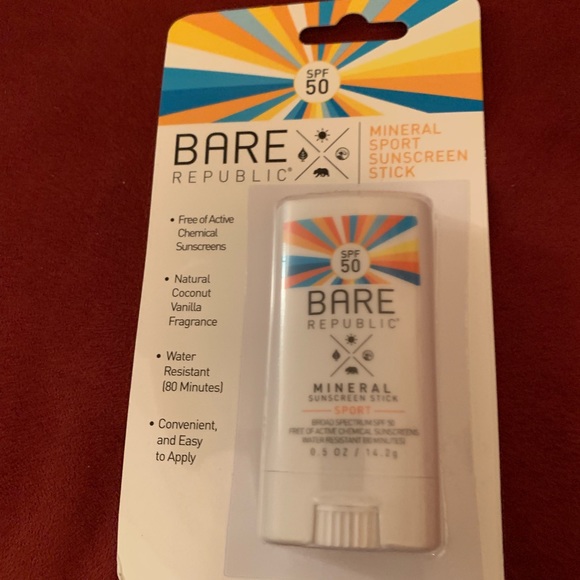 SPF
50
BARE
REPUBLIC®
MINERAL
SPORT
SUNSCREEN
STICK
• Free of Active
Chemical
Sunscreens
• Natural
Coconut
Vanilla
Fragrance
• Water
Resistant
(80 Minutes)
• Convenient,
and Easy
to Apply
SPF
50
BARE
REPUBLIC®
MINERAL
SUNSCREEN STICK
SPORT
BROAD SPECTRUM SPF 50
FREE OF ACTIVE CHEMICAL SUNSCREENS
WATER RESISTANT (80 MINUTES)
0.5 OZ / 14.2g